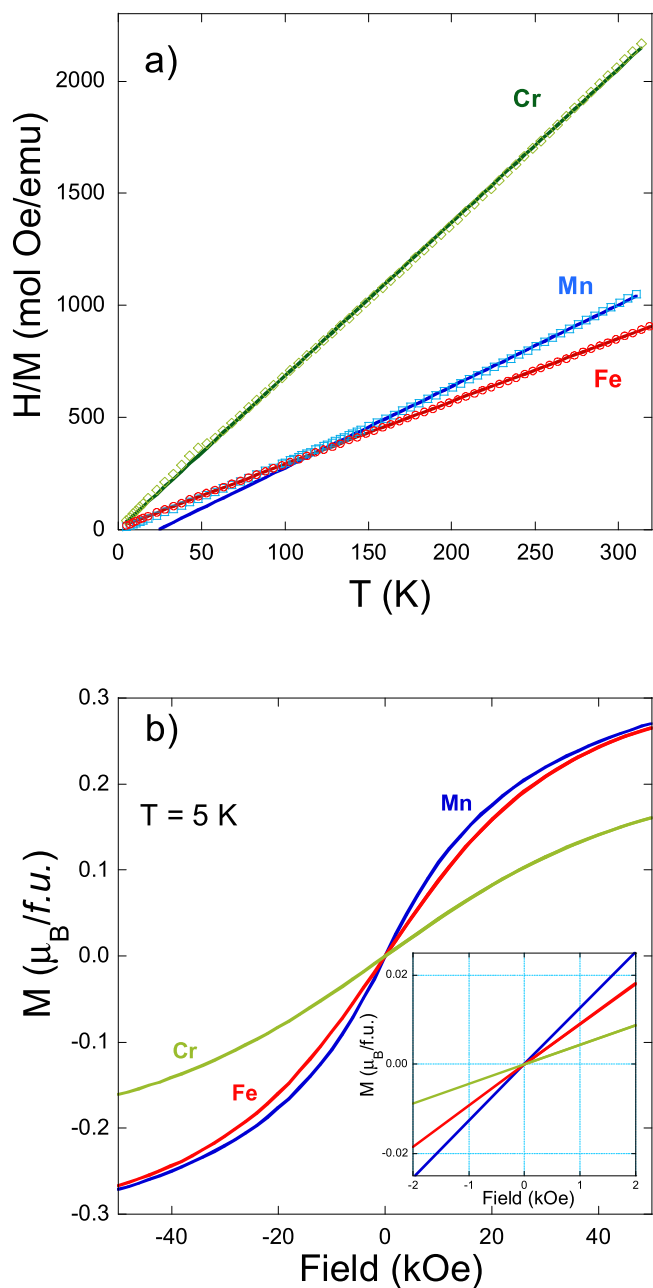 a)
2000
1500
1000
500
0
H/M (mol Oe/emu)
Cr
Mn
Fe
0 50 100 150 200 250 300
T (K)
b)
T = 5 K
0.3
0.2
0.1
0.0
-0.1
-0.2
-0.3
M (μB/f.u.)
Mn
Cr
Fe
0.02
0.00
-0.02
M (μB/f.u.)
-2 -1 0 1 2
Field (kOe)
-40 -20 0 20 40
Field (kOe)